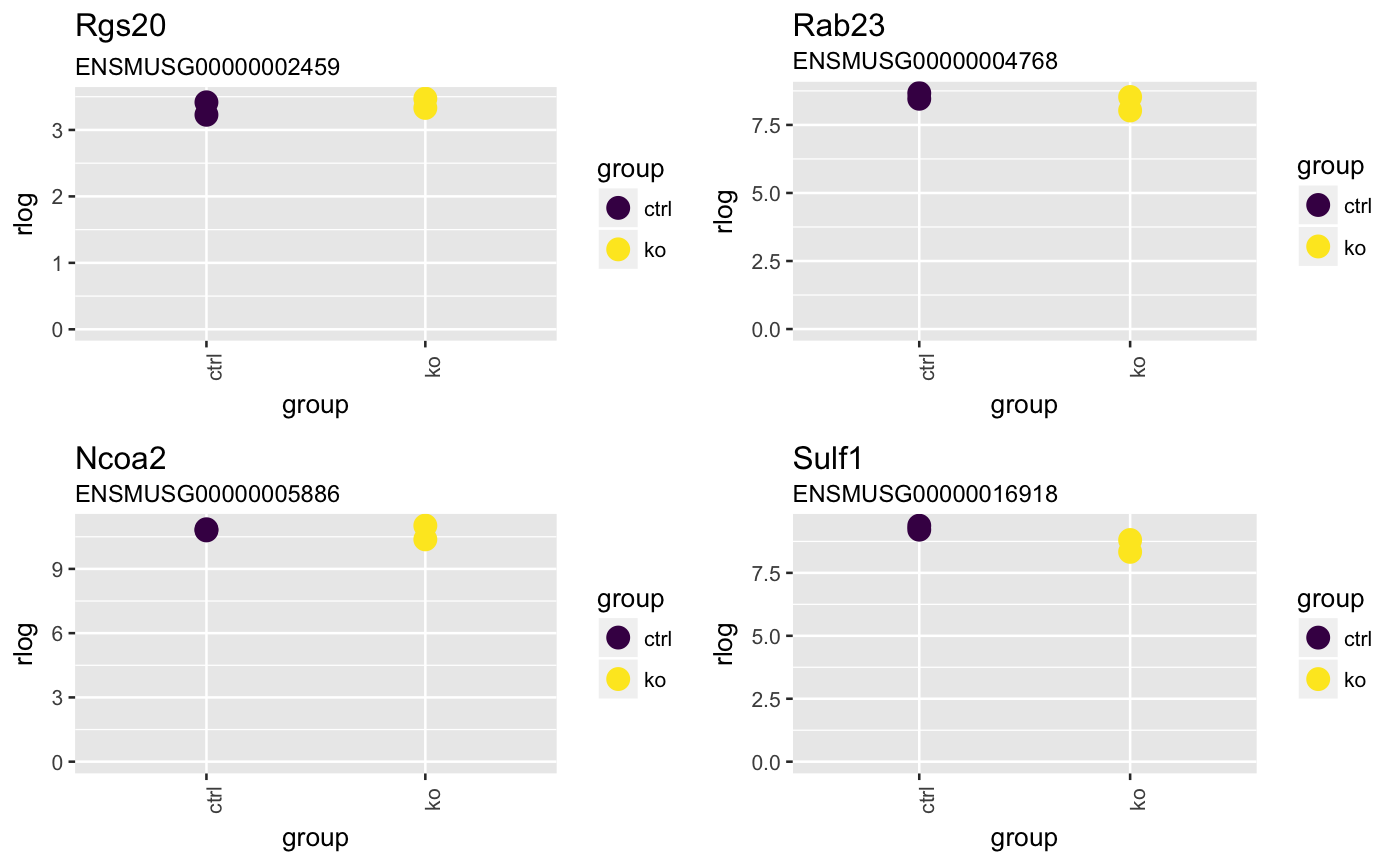 Rgs20
ENSMUSG00000002459
rlog
3
2
1
0
ctrl
ko
group
group
ctrl
ko
Rab23
ENSMUSG00000004768
rlog
7.5
5.0
2.5
0.0
ctrl
ko
group
group
ctrl
ko
Ncoa2
ENSMUSG00000005886
rlog
9
6
3
0
ctrl
ko
group
group
ctrl
ko
Sulf1
ENSMUSG00000016918
rlog
7.5
5.0
2.5
0.0
ctrl
ko
group
group
ctrl
ko